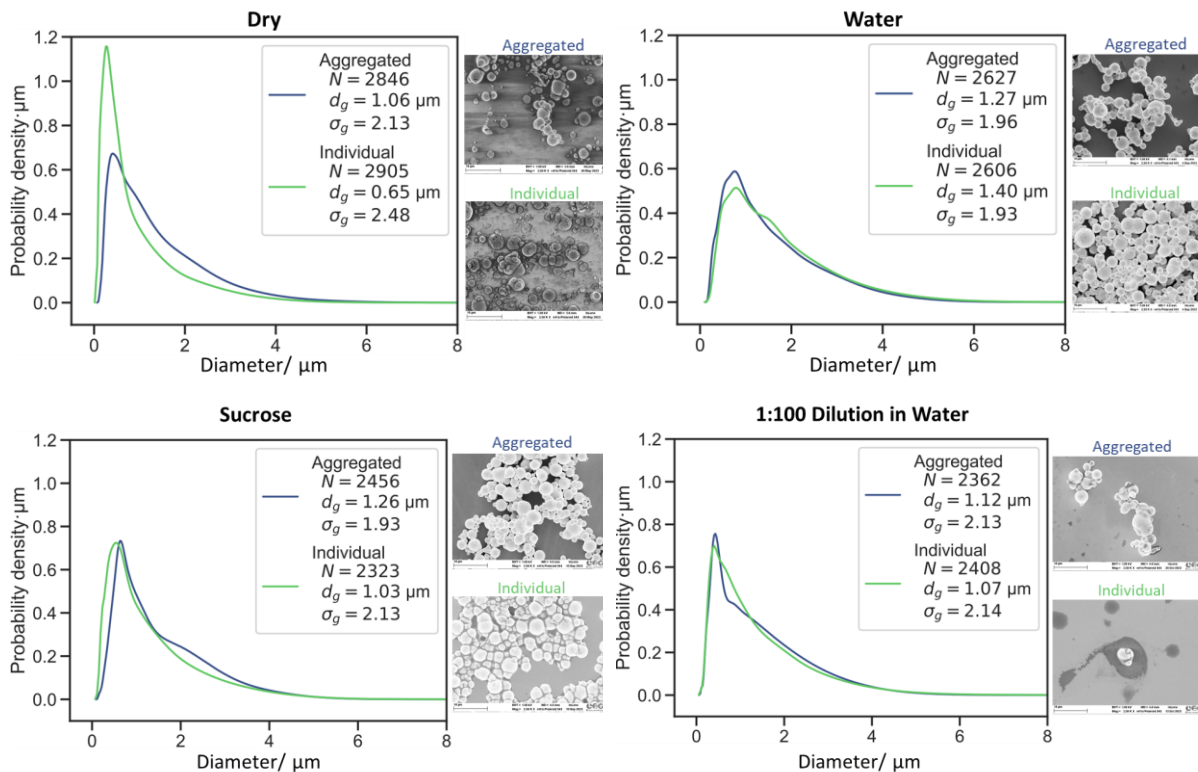 Dry
Probability density·μm
1.2
1.0
0.8
0.6
0.4
0.2
0.0
Aggregated
N = 2846
d_g = 1.06 μm
σ_g = 2.13
Individual
N = 2905
d_g = 0.65 μm
σ_g = 2.48
0 2 4 6 8
Diameter/ μm
Aggregated
Individual
Water
Probability density·μm
1.2
1.0
0.8
0.6
0.4
0.2
0.0
Aggregated
N = 2627
d_g = 1.27 μm
σ_g = 1.96
Individual
N = 2606
d_g = 1.40 μm
σ_g = 1.93
0 2 4 6 8
Diameter/ μm
Aggregated
Individual
Sucrose
Probability density·μm
1.2
1.0
0.8
0.6
0.4
0.2
0.0
Aggregated
N = 2456
d_g = 1.26 μm
σ_g = 1.93
Individual
N = 2323
d_g = 1.03 μm
σ_g = 2.13
0 2 4 6 8
Diameter/ μm
Aggregated
Individual
1:100 Dilution in Water
Probability density·μm
1.2
1.0
0.8
0.6
0.4
0.2
0.0
Aggregated
N = 2362
d_g = 1.12 μm
σ_g = 2.13
Individual
N = 2408
d_g = 1.07 μm
σ_g = 2.14
0 2 4 6 8
Diameter/ μm
Aggregated
Individual